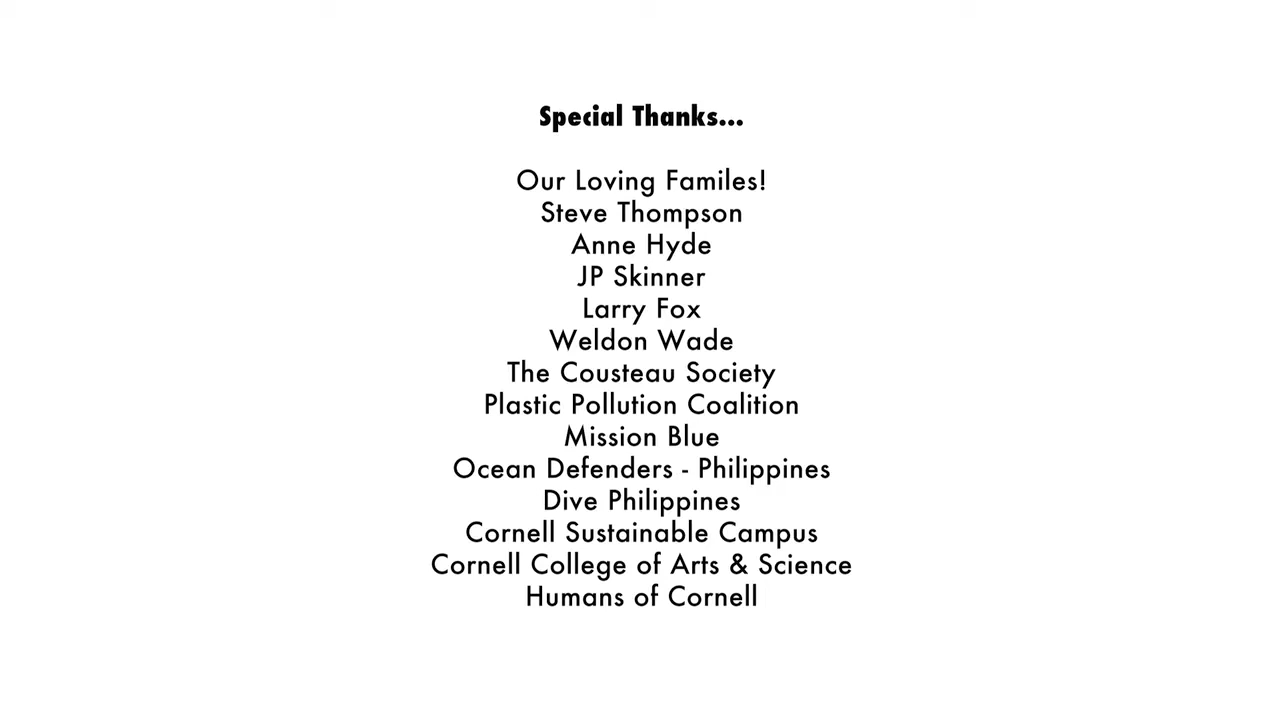 Special Thanks...
Our Loving Familes!
Steve Thompson
Anne Hyde
JP Skinner
Larry Fox
Weldon Wade
The Cousteau Society
Plastic Pollution Coalition
Mission Blue
Ocean Defenders - Philippines
Dive Philippines
Cornell Sustainable Campus
Cornell College of Arts & Science
Humans of Cornell